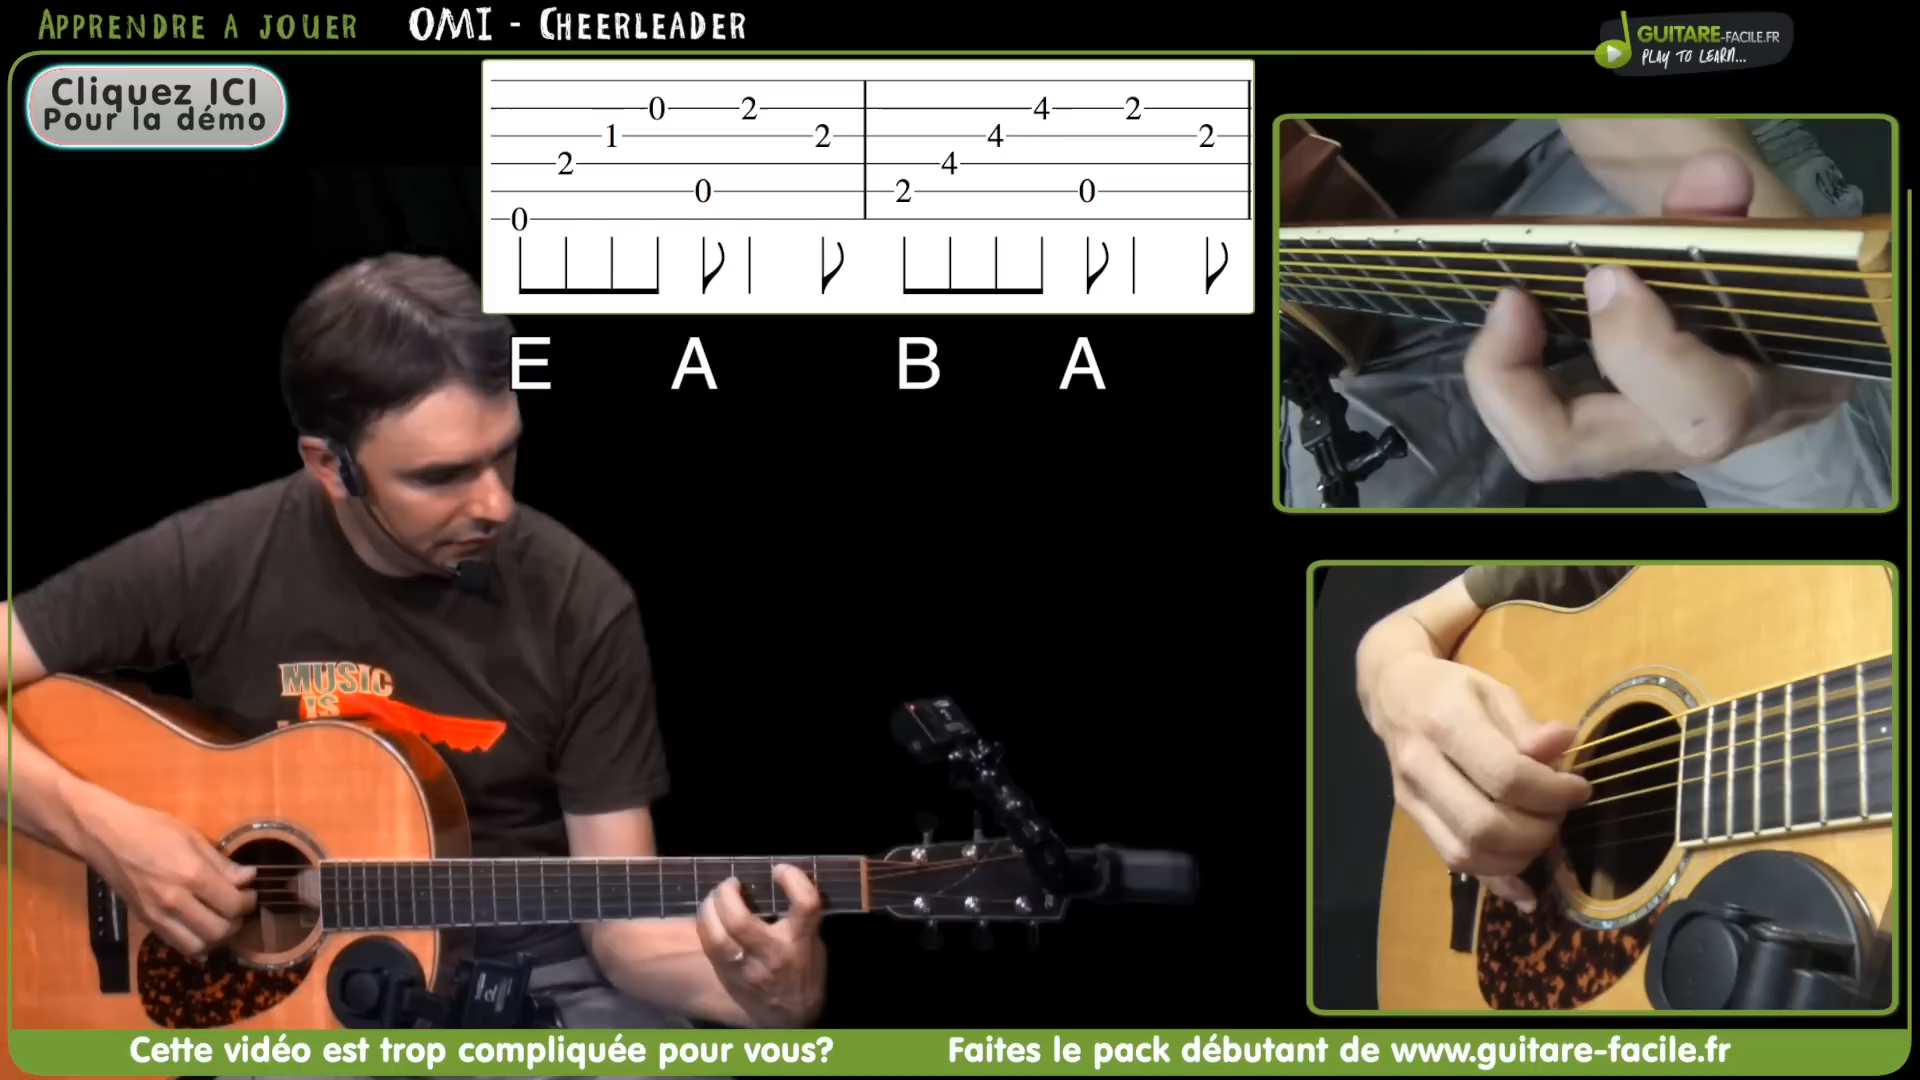 APPRENDRE A JOUER OMI - CHEERLEADER
GUITARE-FACILE.FR
PLAY TO LEARN...
Cliquez ICI
Pour la démo
0 2 4 2
1 2 4 2
2 4
0 2 0
0
E A B A
MUSIC
IS
Cette vidéo est trop compliquée pour vous? Faites le pack débutant de www.guitare-facile.fr